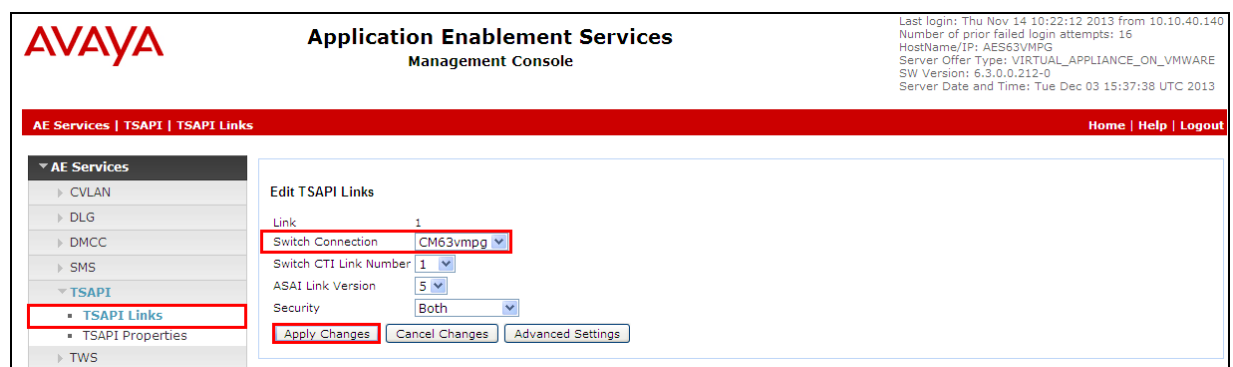 AVAYA
Application Enablement Services
Management Console
Last login: Thu Nov 14 10:22:12 2013 from 10.10.40.140
Number of prior failed login attempts: 16
HostName/IP: AES63VMPG
Server Offer Type: VIRTUAL_APPLIANCE_ON_VMWARE
SW Version: 6.3.0.0.212-0
Server Date and Time: Tue Dec 03 15:37:38 UTC 2013
AE Services | TSAPI | TSAPI Links
Home | Help | Logout
AE Services
CVLAN
DLG
DMCC
SMS
TSAPI
TSAPI Links
TSAPI Properties
TWS
Edit TSAPI Links
Link 1
Switch Connection CM63vmpg
Switch CTI Link Number 1
ASAI Link Version 5
Security Both
Apply Changes Cancel Changes Advanced Settings